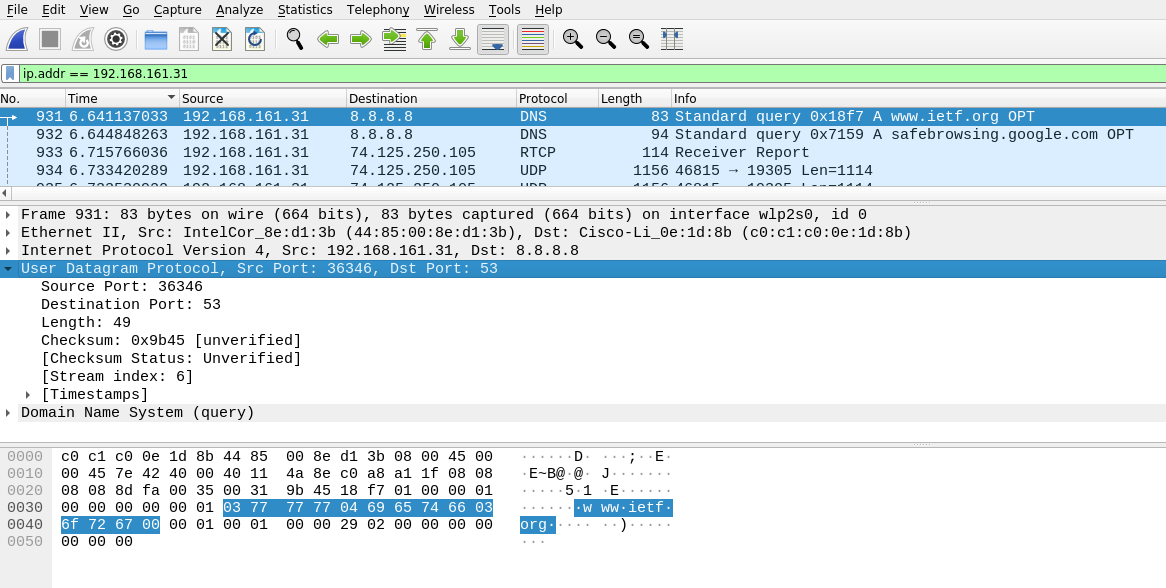 File Edit View Go Capture Analyze Statistics Telephony Wireless Tools Help
ip.addr == 192.168.161.31
No. Time Source Destination Protocol Length Info
931 6.641137033 192.168.161.31 8.8.8.8 DNS 83 Standard query 0x18f7 A www.ietf.org OPT
932 6.644848263 192.168.161.31 8.8.8.8 DNS 94 Standard query 0x7159 A safebrowsing.google.com OPT
933 6.715766036 192.168.161.31 74.125.250.105 RTCP 114 Receiver Report
934 6.733420289 192.168.161.31 74.125.250.105 UDP 1156 46815 → 19305 Len=1114
Frame 931: 83 bytes on wire (664 bits), 83 bytes captured (664 bits) on interface wlp2s0, id 0
Ethernet II, Src: IntelCor_8e:d1:3b (44:85:00:8e:d1:3b), Dst: Cisco-Li_0e:1d:8b (c0:c1:c0:0e:1d:8b)
Internet Protocol Version 4, Src: 192.168.161.31, Dst: 8.8.8.8
User Datagram Protocol, Src Port: 36346, Dst Port: 53
Source Port: 36346
Destination Port: 53
Length: 49
Checksum: 0x9b45 [unverified]
[Checksum Status: Unverified]
[Stream index: 6]
[Timestamps]
Domain Name System (query)
0000 c0 c1 c0 0e 1d 8b 44 85 00 8e d1 3b 08 00 45 00 ······D· ···;··E·
0010 00 45 7e 42 40 00 40 11 4a 8e c0 a8 a1 1f 08 08 ·E~B@·@· J·······
0020 08 08 8d fa 00 35 00 31 9b 45 18 f7 01 00 00 01 ·····5·1 ·E······
0030 00 00 00 00 00 01 03 77 77 77 04 69 65 74 66 03 ·······w ww·ietf·
0040 6f 72 67 00 00 01 00 01 00 00 29 02 00 00 00 00 org····· ··)·····
0050 00 00 00 ···